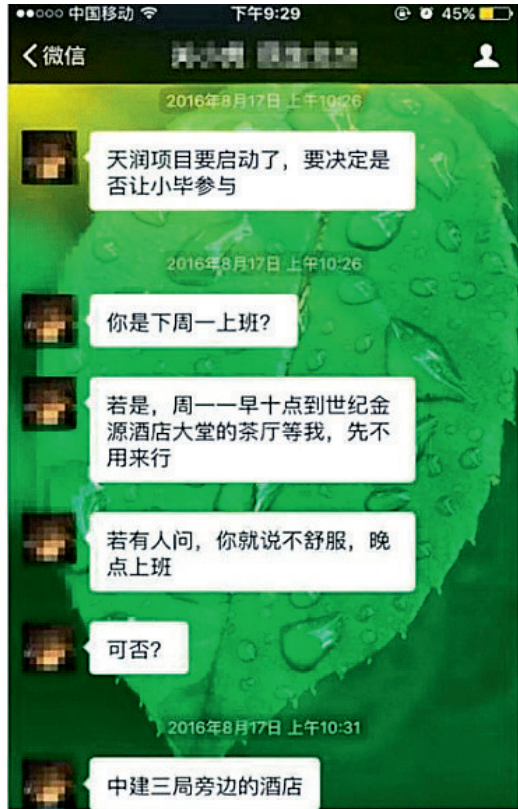 中国移动 下午9:29 45%
微信
2016年8月17日 上午10:26
天润项目要启动了，要决定是
否让小毕参与
2016年8月17日 上午10:26
你是下周一上班?
若是，周一一早十点到世纪金
源酒店大堂的茶厅等我，先不
用来行
若有人问，你就说不舒服，晚
点上班
可否?
2016年8月17日 上午10:31
中建三局旁边的酒店